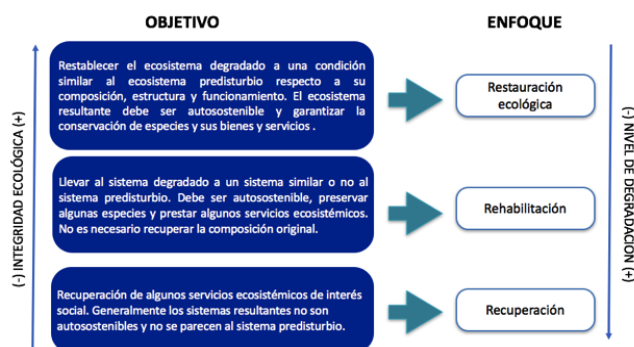 OBJETIVO
ENFOQUE
(-) INTEGRIDAD ECOLÓGICA (+)
Restablecer el ecosistema degradado a una condición
similar al ecosistema predisturbio respecto a su
composición, estructura y funcionamiento. El ecosistema
resultante debe ser autosostenible y garantizar la
conservación de especies y sus bienes y servicios .
Restauración
ecológica
Llevar al sistema degradado a un sistema similar o no al
sistema predisturbio. Debe ser autosostenible, preservar
algunas especies y prestar algunos servicios ecosistémicos.
No es necesario recuperar la composición original.
Rehabilitación
Recuperación de algunos servicios ecosistémicos de interés
social. Generalmente los sistemas resultantes no son
autosostenibles y no se parecen al sistema predisturbio.
Recuperación
(-) NIVEL DE DEGRADACION (+)